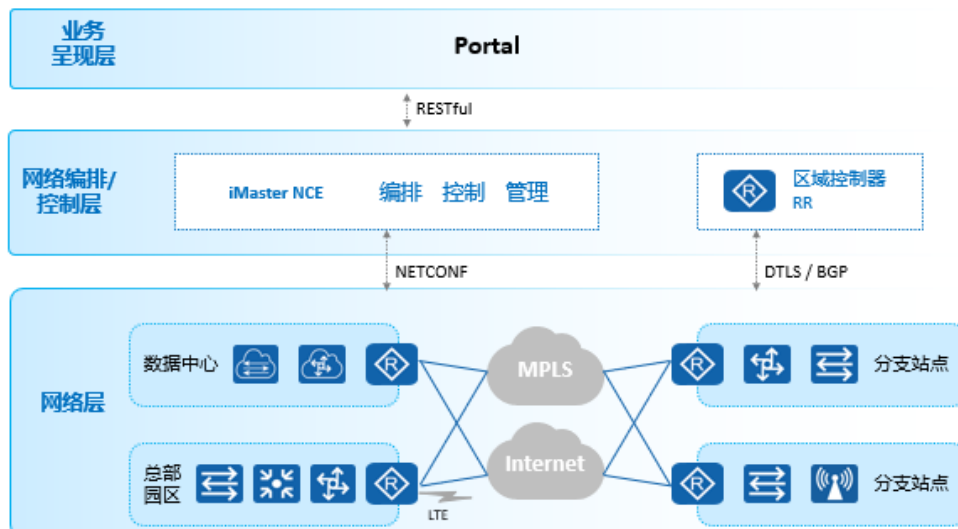 业务
呈现层
Portal
RESTful
网络编排/
控制层
iMaster NCE 编排 控制 管理
R
区域控制器
RR
NETCONF
DTLS / BGP
网络层
数据中心
R
MPLS
R
分支站点
总部
园区
R
LTE
Internet
R
分支站点